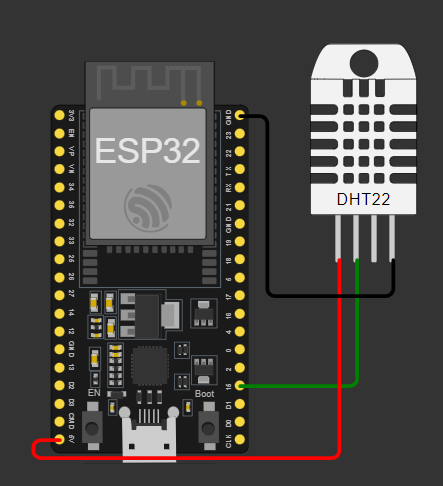 ESP32
DHT22
3V3
EN
VP
VN
34
35
32
33
25
26
27
14
12
GND
13
D2
D3
CMD
5V
GND
23
22
TX
RX
21
GND
19
18
5
17
16
4
0
2
15
D1
D0
CLK
EN
Boot